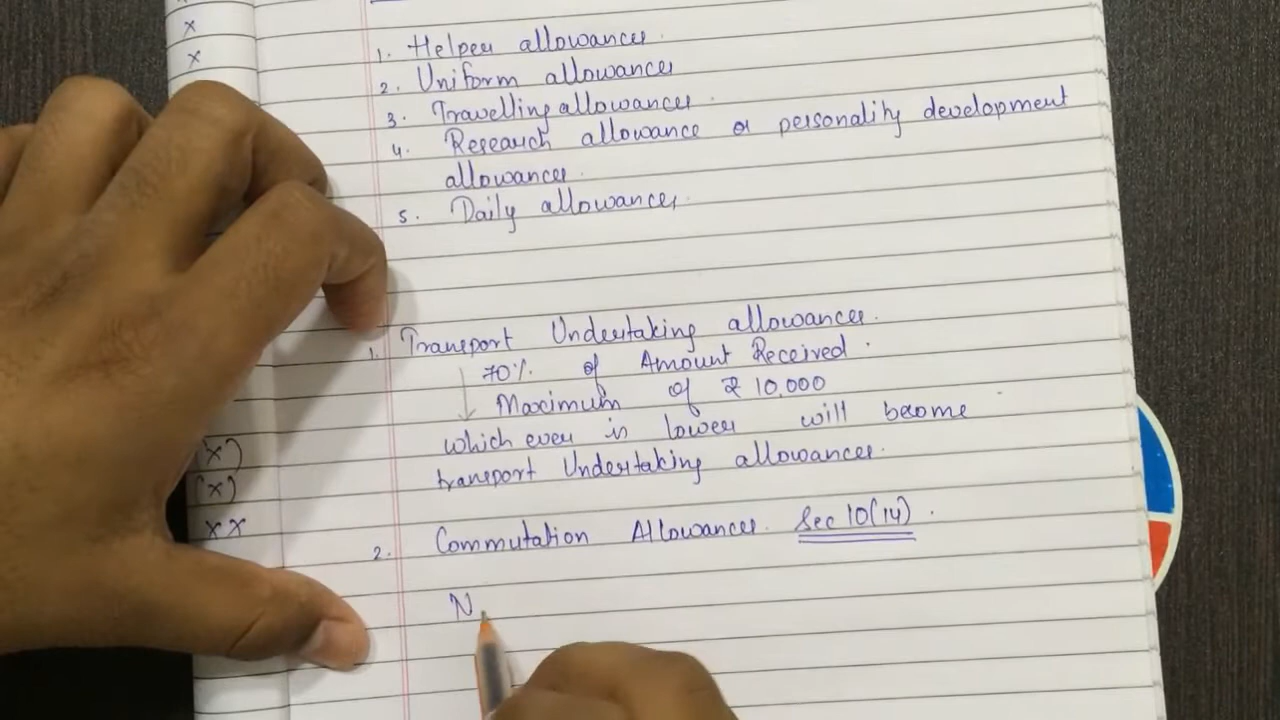 x
x
1. Helper allowances.
2. Uniform allowances
3. Travelling allowances.
4. Research allowance or personality development
allowances.
5. Daily allowances.
1. Transport Undertaking allowances.
70% of Amount Received.
Maximum of ₹ 10,000
which ever is lower will become
transport Undertaking allowances.
(x)
(x)
xx
2. Commutation Allowances. Sec 10(14).
N